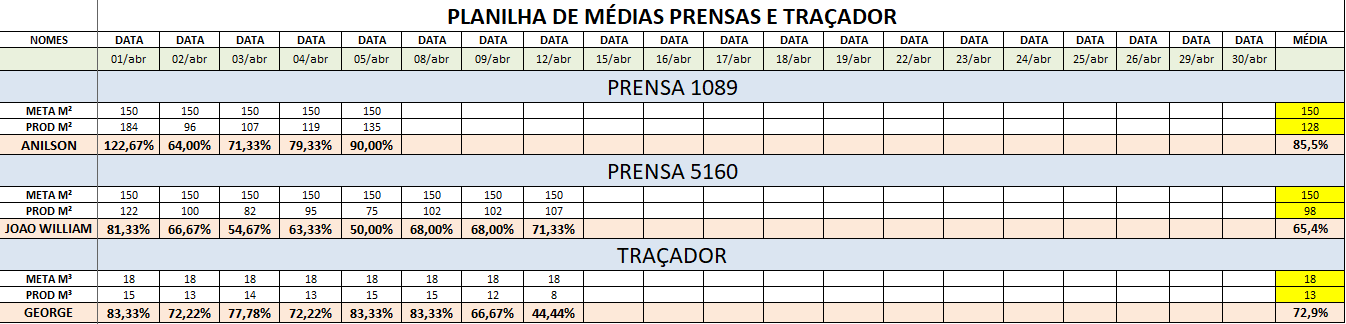 PLANILHA DE MÉDIAS PRENSAS E TRAÇADOR
NOMES DATA DATA DATA DATA DATA DATA DATA DATA DATA DATA DATA DATA DATA DATA DATA DATA DATA DATA DATA DATA MÉDIA
01/abr 02/abr 03/abr 04/abr 05/abr 08/abr 09/abr 12/abr 15/abr 16/abr 17/abr 18/abr 19/abr 22/abr 23/abr 24/abr 25/abr 26/abr 29/abr 30/abr
PRENSA 1089
META M² 150 150 150 150 150 150
PROD M² 184 96 107 119 135 128
ANILSON 122,67% 64,00% 71,33% 79,33% 90,00% 85,5%
PRENSA 5160
META M² 150 150 150 150 150 150 150 150 150
PROD M² 122 100 82 95 75 102 102 107 98
JOAO WILLIAM 81,33% 66,67% 54,67% 63,33% 50,00% 68,00% 68,00% 71,33% 65,4%
TRAÇADOR
META M³ 18 18 18 18 18 18 18 18 18
PROD M³ 15 13 14 13 15 15 12 8 13
GEORGE 83,33% 72,22% 77,78% 72,22% 83,33% 83,33% 66,67% 44,44% 72,9%